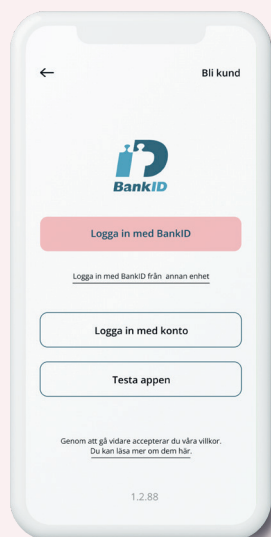 Bli kund
BankID
Logga in med BankID
Logga in med BankID från annan enhet
Logga in med konto
Testa appen
Genom att gå vidare accepterar du våra villkor.
Du kan läsa mer om dem här.
1.2.88